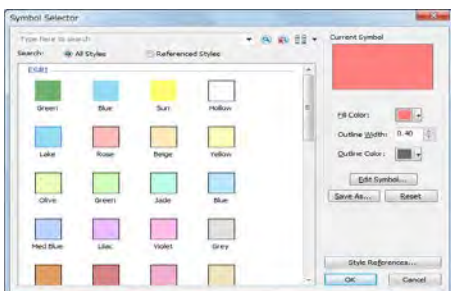 Symbol Selector
Type here to search
Search: All Styles Referenced Styles
ESRI
Green Blue Sun Hollow
Lake Rose Beige Yellow
Olive Green Jade Blue
Med Blue Lilac Violet Grey
Current Symbol
Fill Color:
Outline Width: 0.40
Outline Color:
Edit Symbol...
Save As... Reset
Style References...
OK Cancel